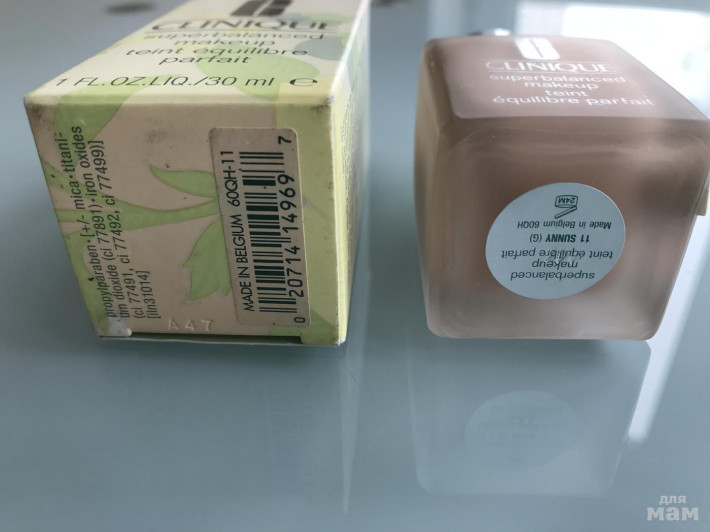 CLINIQUE
superbalanced
makeup
teint équilibre
parfait
1 FL.OZ.LIQ./30 ml ℮
propylparaben•[+/- mica•titani-
um dioxide (ci 77891)•iron oxides
(ci 77491, ci 77492, ci 77499)]
[iln31014]
MADE IN BELGIUM 60QH-11
0 20714 14969 7
A47
CLINIQUE
superbalanced
makeup
teint
équilibre parfait
superbalanced
makeup
teint équilibre parfait
11 SUNNY (G)
Made in Belgium 60QH
24M
для
мам